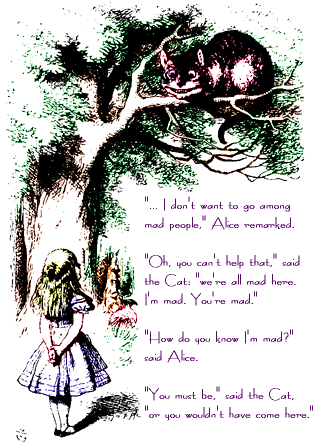 "... I don't want to go among
mad people," Alice remarked.
"Oh, you can't help that," said
the Cat: "we're all mad here.
I'm mad. You're mad."
"How do you know I'm mad?"
said Alice.
"You must be," said the Cat,
"or you wouldn't have come here."